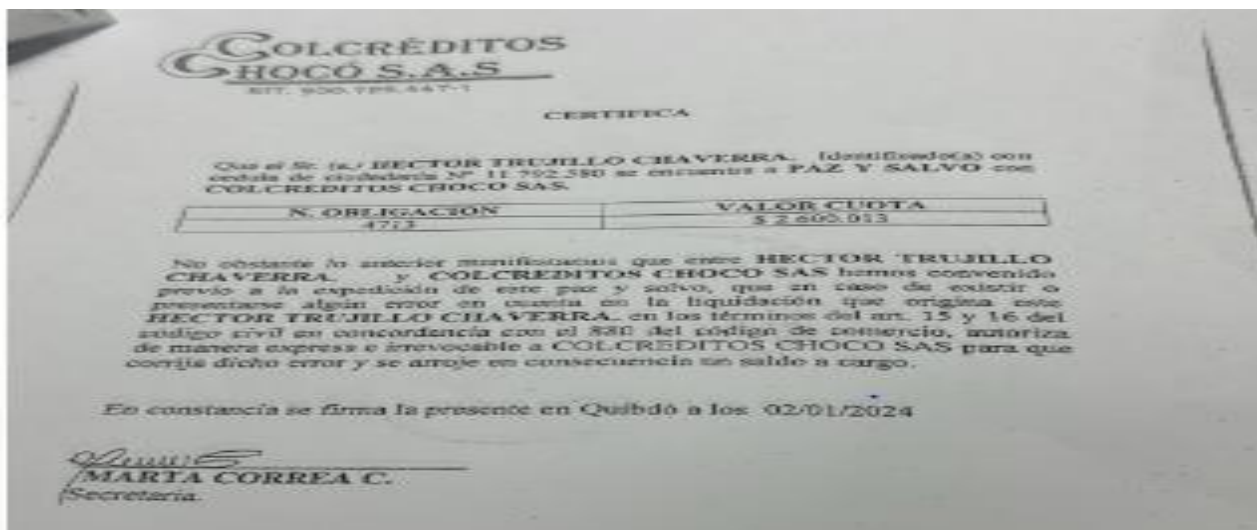 COLCRÉDITOS
CHOCÓ S.A.S
NIT. 900.
CERTIFICA
Que el Sr. (a.) HECTOR TRUJILLO CHAVERRA. Identificado(a) con
cedula de ciudadanía Nº 11.792.580 se encuentra a PAZ Y SALVO con
COLCREDITOS CHOCO SAS.
N. OBLIGACION VALOR CUOTA
4713 $ 2.600.013
No obstante lo anterior manifestamos que entre HECTOR TRUJILLO
CHAVERRA. y COLCREDITOS CHOCO SAS hemos convenido
previo a la expedición de este paz y salvo, que en caso de existir o
presentarse algún error en cuenta en la liquidación que origina este
HECTOR TRUJILLO CHAVERRA, en los términos del art. 15 y 16 del
código civil en concordancia con el 880 del código de comercio, autoriza
de manera expresa e irrevocable a COLCREDITOS CHOCO SAS para que
corrija dicho error y se arroje en consecuencia un saldo a cargo.
En constancia se firma la presente en Quibdó a los 02/01/2024
MARTA CORREA C.
Secretaria.